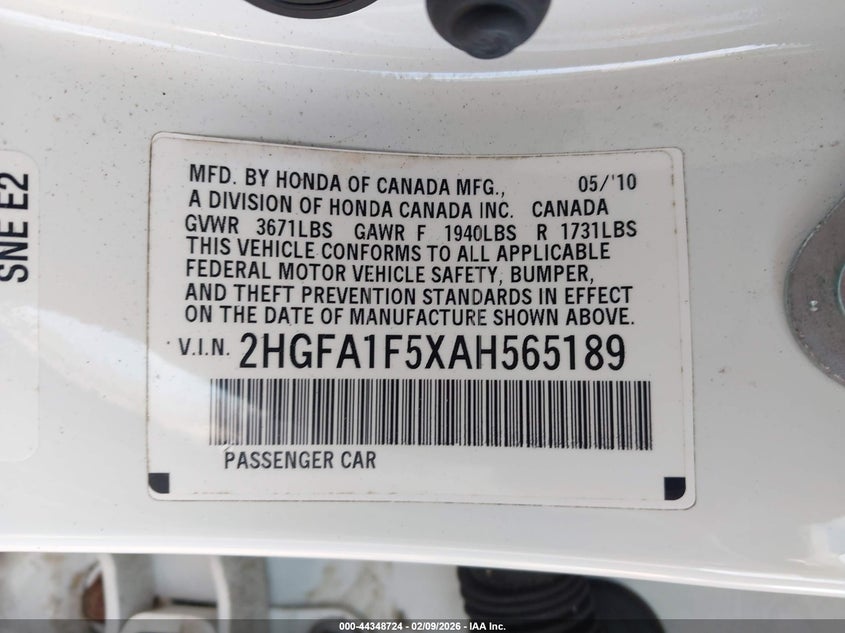 SNE E2
MFD. BY HONDA OF CANADA MFG., 05/'10
A DIVISION OF HONDA CANADA INC. CANADA
GVWR 3671LBS GAWR F 1940LBS R 1731LBS
THIS VEHICLE CONFORMS TO ALL APPLICABLE
FEDERAL MOTOR VEHICLE SAFETY, BUMPER,
AND THEFT PREVENTION STANDARDS IN EFFECT
ON THE DATE OF MANUFACTURE SHOWN ABOVE.
V.I.N. 2HGFA1F5XAH565189
PASSENGER CAR
000-44348724 | 02/09/2026 - IAA Inc.